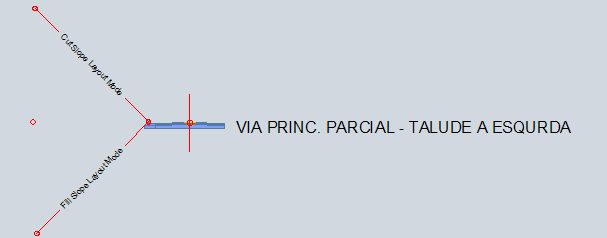 Cut Slope Layout Mode
VIA PRINC. PARCIAL - TALUDE A ESQURDA
Fill Slope Layout Mode